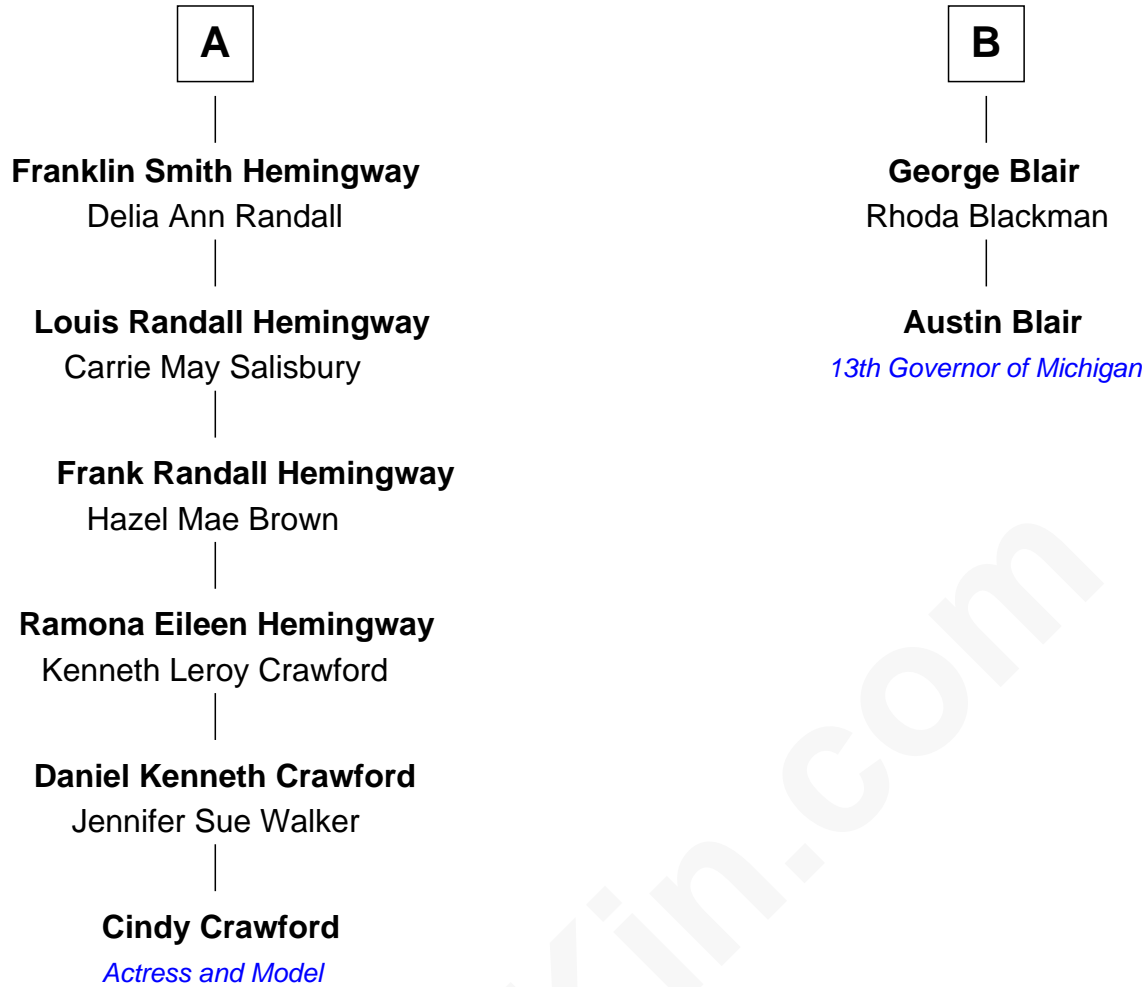 A
Franklin Smith Hemingway
Delia Ann Randall
Louis Randall Hemingway
Carrie May Salisbury
Frank Randall Hemingway
Hazel Mae Brown
Ramona Eileen Hemingway
Kenneth Leroy Crawford
Daniel Kenneth Crawford
Jennifer Sue Walker
Cindy Crawford
Actress and Model
B
George Blair
Rhoda Blackman
Austin Blair
13th Governor of Michigan